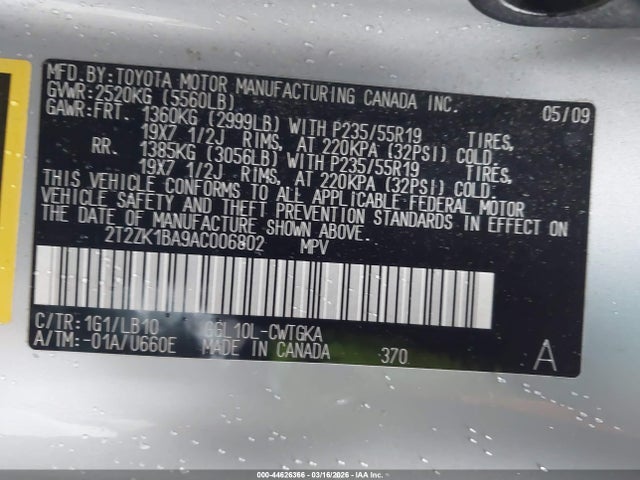 MFD.BY:TOYOTA MOTOR MANUFACTURING CANADA INC.
GVWR:2520KG (5560LB) 05/09
GAWR:FRT. 1360KG (2999LB) WITH P235/55R19 TIRES,
19X7 1/2J RIMS, AT 220KPA (32PSI) COLD.
RR. 1385KG (3056LB) WITH P235/55R19 TIRES,
19X7 1/2J RIMS, AT 220KPA (32PSI) COLD.
THIS VEHICLE CONFORMS TO ALL APPLICABLE FEDERAL MOTOR
VEHICLE SAFETY AND THEFT PREVENTION STANDARDS IN EFFECT ON
THE DATE OF MANUFACTURE SHOWN ABOVE.
2T2ZK1BA9AC006802 MPV
C/TR:1G1/LB10 GGL10L-CWTGKA
A/TM:-01A/U660E MADE IN CANADA 370 A
000-44626366 - 03/16/2026 - IAAI.COM